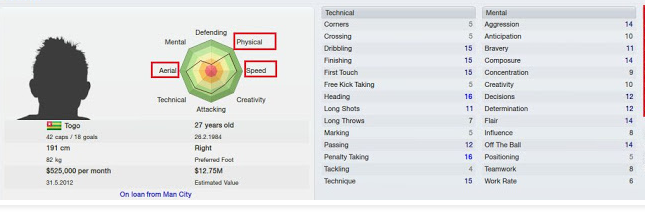 Technical Mental
Corners 5 Aggression 14
Crossing 5 Anticipation 10
Dribbling 15 Bravery 11
Finishing 15 Composure 14
First Touch 15 Concentration 9
Free Kick Taking 5 Creativity 10
Heading 16 Decisions 12
Long Shots 11 Determination 12
Long Throws 7 Flair 14
Marking 5 Influence 8
Passing 12 Off The Ball 14
Penalty Taking 16 Positioning 5
Tackling 4 Teamwork 8
Technique 15 Work Rate 6
Defending
Mental Physical
Aerial Speed
Technical Creativity
Attacking
Togo 27 years old
42 caps / 18 goals 26.2.1984
191 cm Right
82 kg Preferred Foot
$525,000 per month $12.75M
31.5.2012 Estimated Value
On loan from Man City